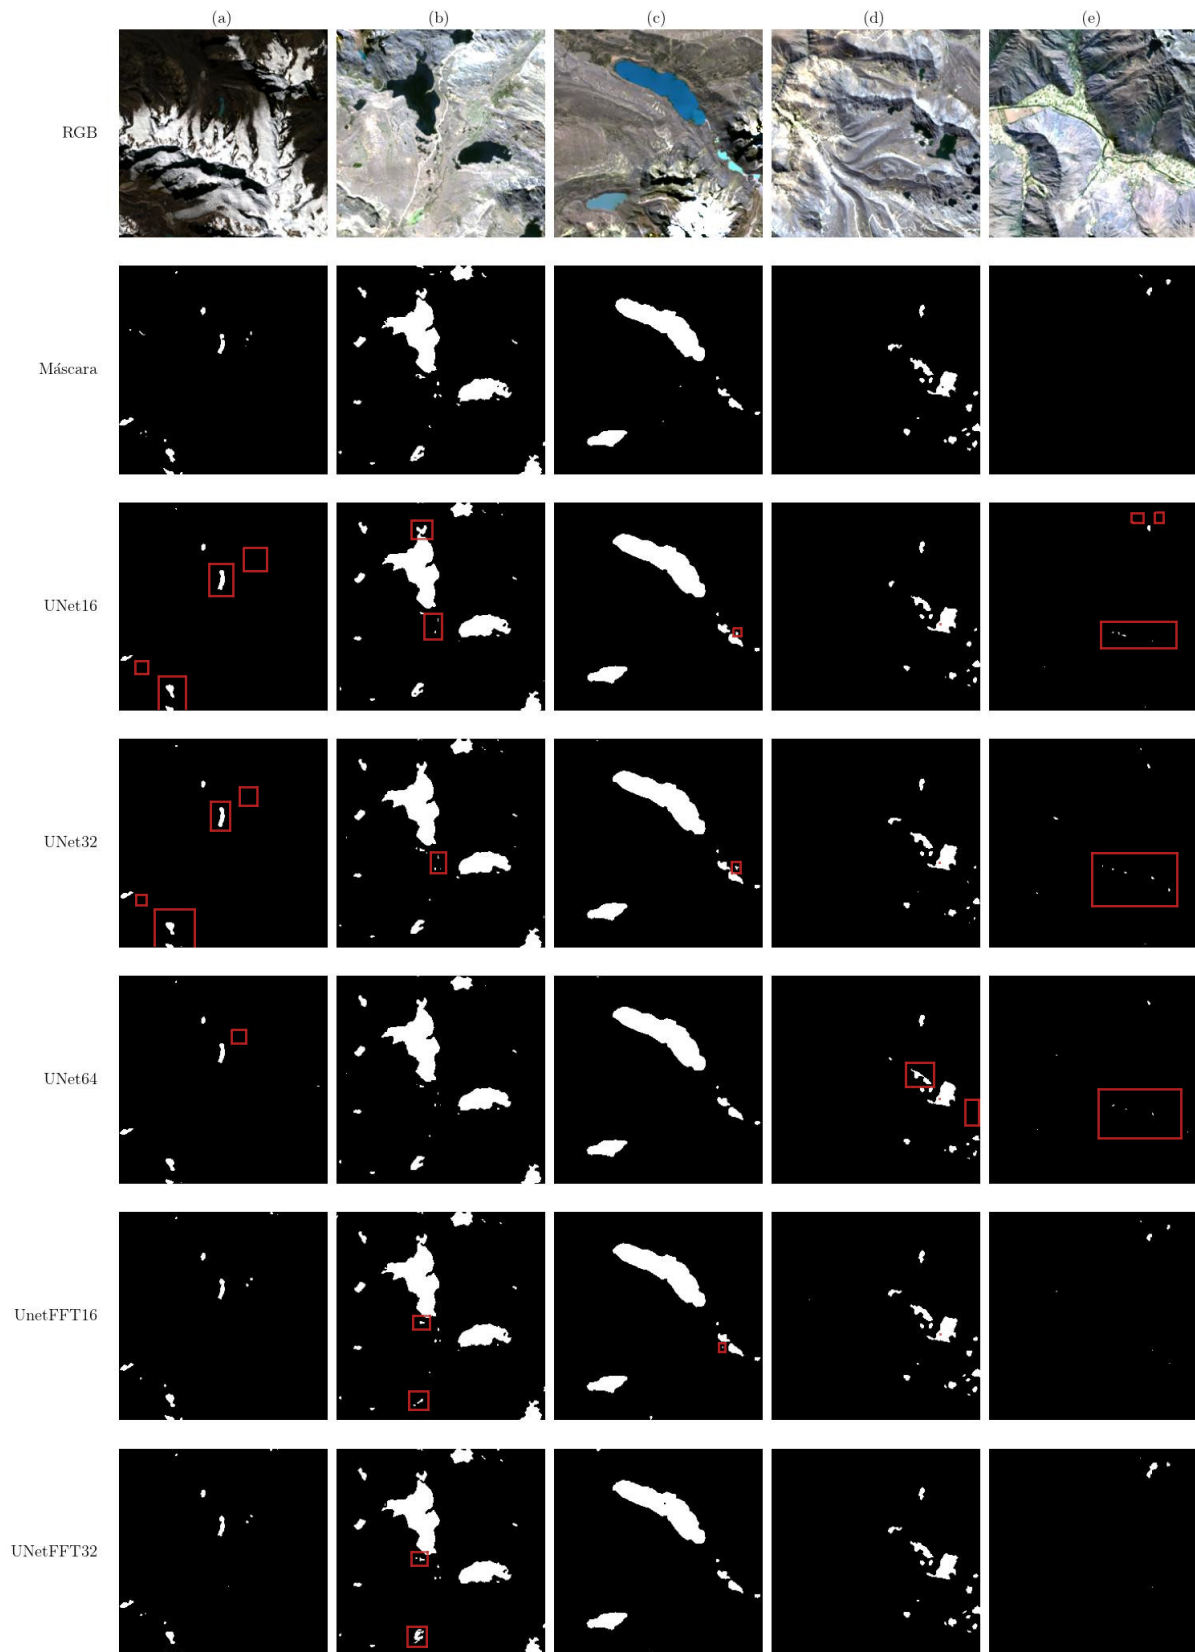 (a) (b) (c) (d) (e)
RGB
Máscara
UNet16
UNet32
UNet64
UnetFFT16
UNetFFT32